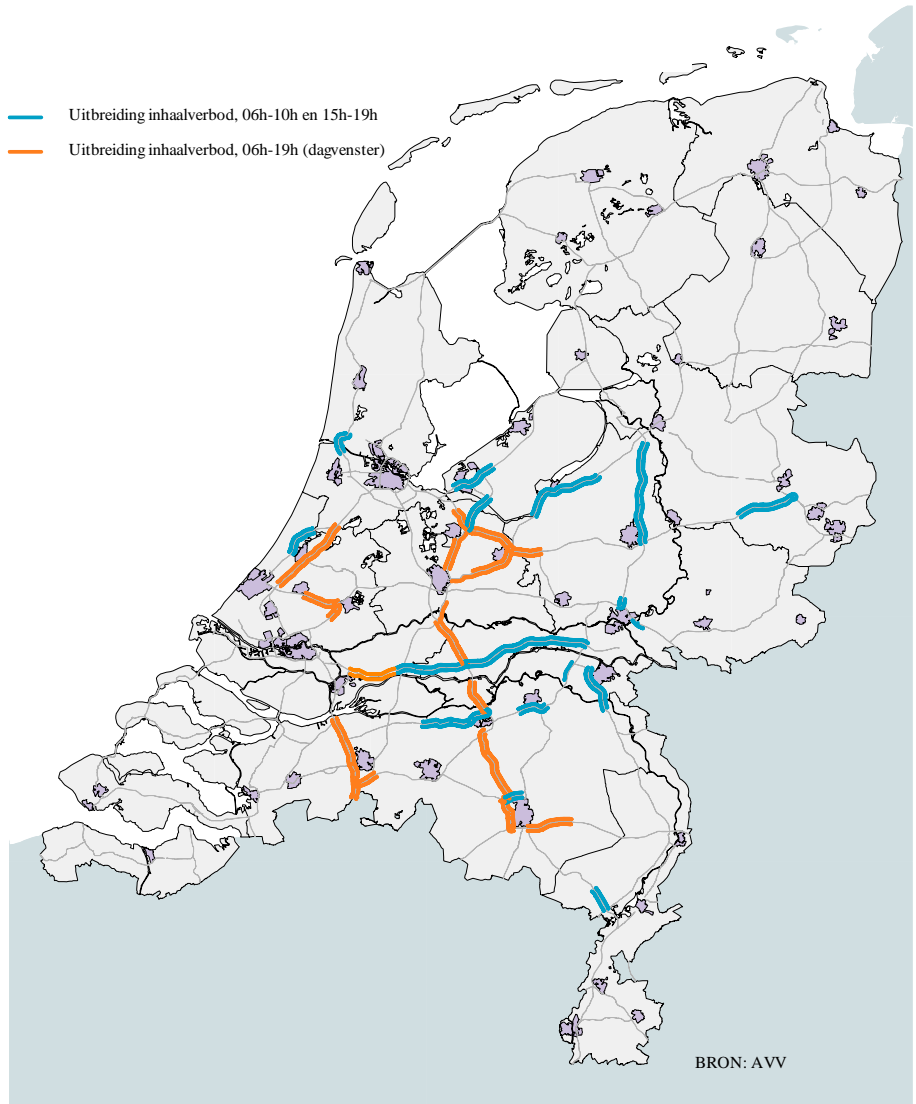 Uitbreiding inhaalverbod, 06h-10h en 15h-19h
Uitbreiding inhaalverbod, 06h-19h (dagvenster)
BRON: AVV